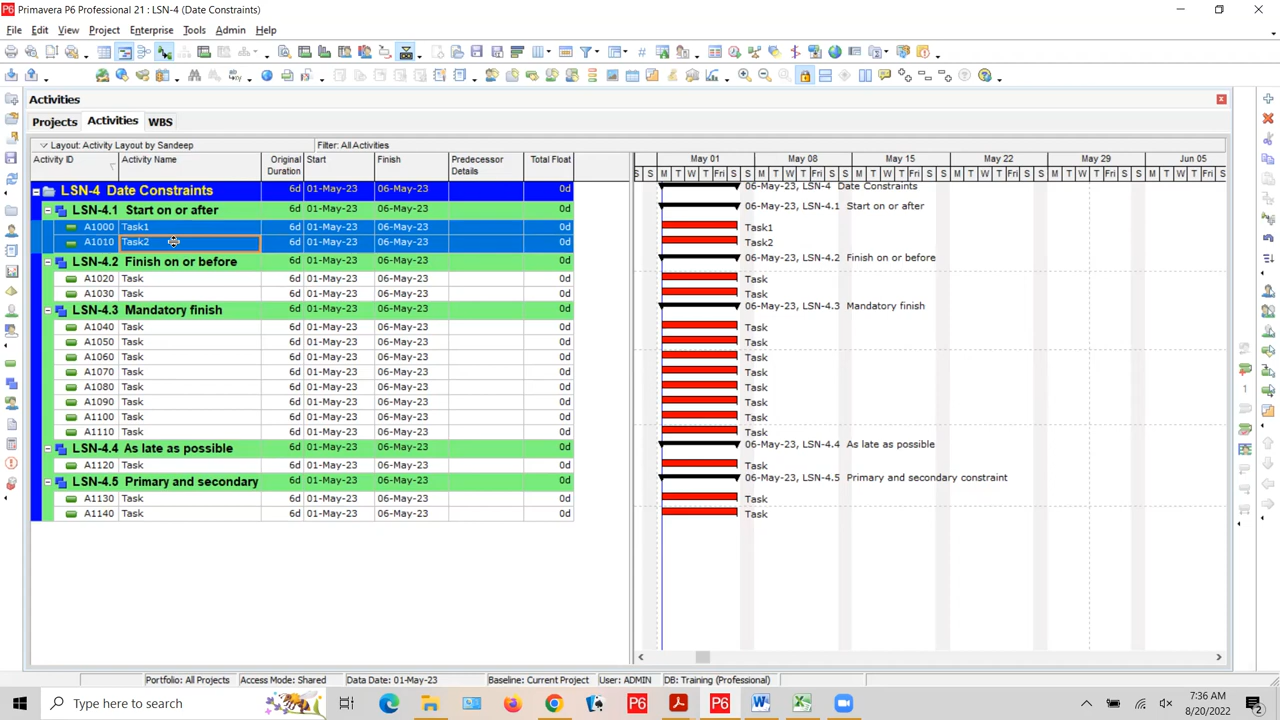 Primavera P6 Professional 21 : LSN-4 (Date Constraints)
File Edit View Project Enterprise Tools Reports Admin Help
Activities
Projects Activities WBS
Layout: Activity Layout by Sandeep Filter: All Activities
Activity ID Activity Name Original Duration Start Finish Predecessor Details Total Float
May 01 May 08 May 15 May 22 May 29 Jun 05
S M T W T Fri S S M T W T Fri S S M T W T Fri S S M T W T Fri S S M T W T Fri S S M T W T Fri S
LSN-4 Date Constraints 6d 01-May-23 06-May-23 0d 06-May-23, LSN-4 Date Constraints
LSN-4.1 Start on or after 6d 01-May-23 06-May-23 0d 06-May-23, LSN-4.1 Start on or after
A1000 Task1 6d 01-May-23 06-May-23 0d Task1
A1010 Task2 6d 01-May-23 06-May-23 0d Task2
LSN-4.2 Finish on or before 6d 01-May-23 06-May-23 0d 06-May-23, LSN-4.2 Finish on or before
A1020 Task 6d 01-May-23 06-May-23 0d Task
A1030 Task 6d 01-May-23 06-May-23 0d Task
LSN-4.3 Mandatory finish 6d 01-May-23 06-May-23 0d 06-May-23, LSN-4.3 Mandatory finish
A1040 Task 6d 01-May-23 06-May-23 0d Task
A1050 Task 6d 01-May-23 06-May-23 0d Task
A1060 Task 6d 01-May-23 06-May-23 0d Task
A1070 Task 6d 01-May-23 06-May-23 0d Task
A1080 Task 6d 01-May-23 06-May-23 0d Task
A1090 Task 6d 01-May-23 06-May-23 0d Task
A1100 Task 6d 01-May-23 06-May-23 0d Task
A1110 Task 6d 01-May-23 06-May-23 0d Task
LSN-4.4 As late as possible 6d 01-May-23 06-May-23 0d 06-May-23, LSN-4.4 As late as possible
A1120 Task 6d 01-May-23 06-May-23 0d Task
LSN-4.5 Primary and secondary 6d 01-May-23 06-May-23 0d 06-May-23, LSN-4.5 Primary and secondary constraint
A1130 Task 6d 01-May-23 06-May-23 0d Task
A1140 Task 6d 01-May-23 06-May-23 0d Task
Portfolio: All Projects Access Mode: Shared Data Date: 01-May-23 Baseline: Current Project User: ADMIN DB: Training (Professional)
Type here to search
7:36 AM
8/20/2022